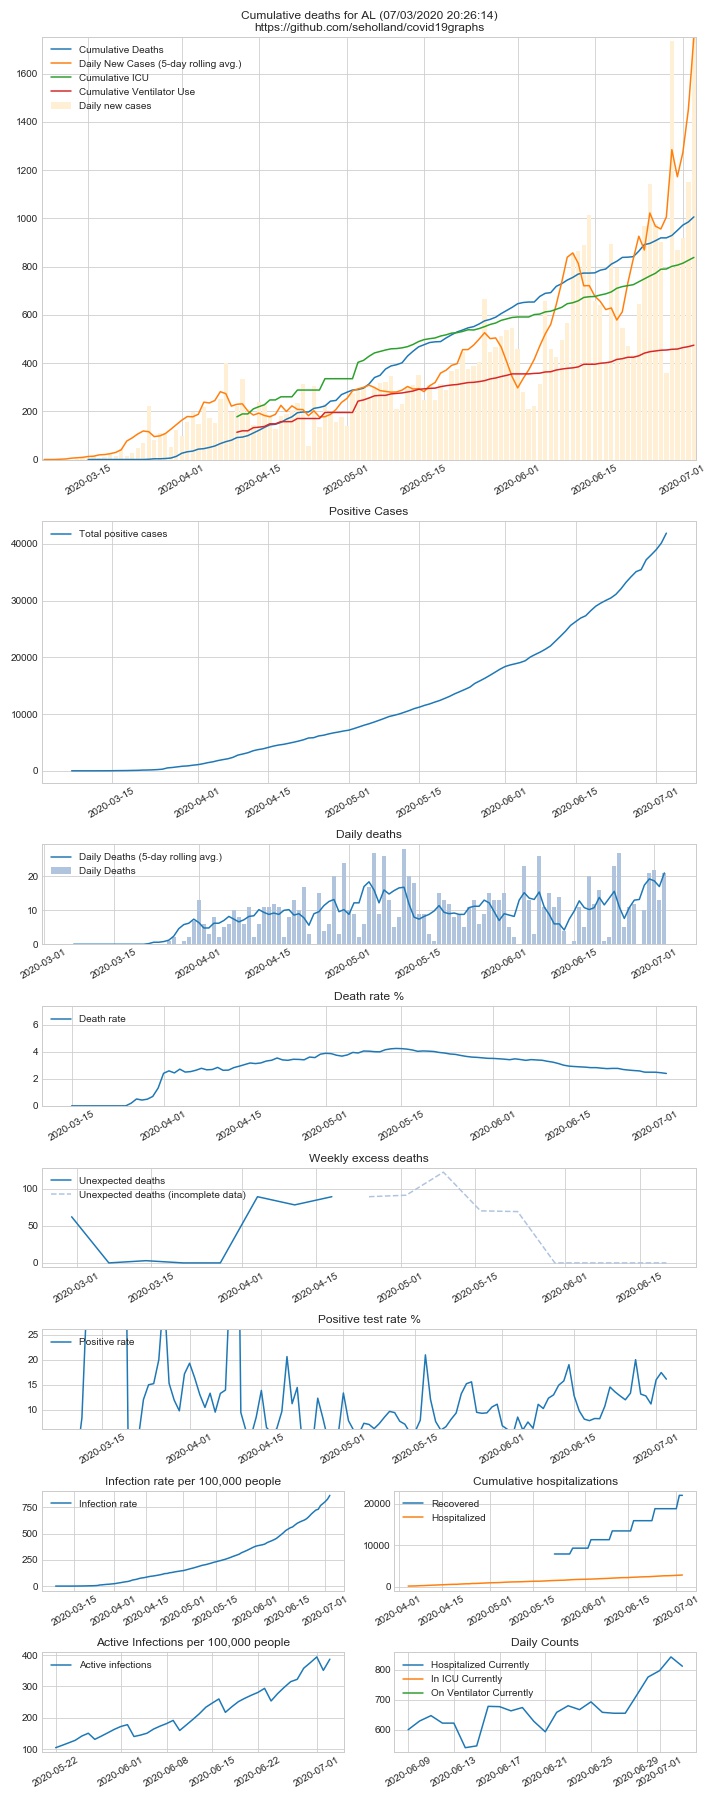 Cumulative deaths for AL (07/03/2020 20:26:14)
https://github.com/seholland/covid19graphs
Cumulative Deaths
Daily New Cases (5-day rolling avg.)
Cumulative ICU
Cumulative Ventilator Use
Daily new cases
1600
1400
1200
1000
800
600
400
200
0
2020-03-15 2020-04-01 2020-04-15 2020-05-01 2020-05-15 2020-06-01 2020-06-15 2020-07-01
Positive Cases
Total positive cases
40000
30000
20000
10000
0
2020-03-15 2020-04-01 2020-04-15 2020-05-01 2020-05-15 2020-06-01 2020-06-15 2020-07-01
Daily deaths
Daily Deaths (5-day rolling avg.)
Daily Deaths
20
10
0
2020-03-01 2020-03-15 2020-04-01 2020-04-15 2020-05-01 2020-05-15 2020-06-01 2020-06-15 2020-07-01
Death rate %
Death rate
6
4
2
0
2020-03-15 2020-04-01 2020-04-15 2020-05-01 2020-05-15 2020-06-01 2020-06-15 2020-07-01
Weekly excess deaths
Unexpected deaths
Unexpected deaths (incomplete data)
100
50
0
2020-03-01 2020-03-15 2020-04-01 2020-04-15 2020-05-01 2020-05-15 2020-06-01 2020-06-15
Positive test rate %
Positive rate
25
20
15
10
2020-03-15 2020-04-01 2020-04-15 2020-05-01 2020-05-15 2020-06-01 2020-06-15 2020-07-01
Infection rate per 100,000 people
Infection rate
750
500
250
0
2020-03-15 2020-04-01 2020-04-15 2020-05-01 2020-05-15 2020-06-01 2020-06-15 2020-07-01
Cumulative hospitalizations
Recovered
Hospitalized
20000
10000
0
2020-04-01 2020-04-15 2020-05-01 2020-05-15 2020-06-01 2020-06-15 2020-07-01
Active Infections per 100,000 people
Active infections
400
300
200
100
2020-05-22 2020-06-01 2020-06-08 2020-06-15 2020-06-22 2020-07-01
Daily Counts
Hospitalized Currently
In ICU Currently
On Ventilator Currently
800
700
600
2020-06-09 2020-06-13 2020-06-17 2020-06-21 2020-06-25 2020-06-29 2020-07-01